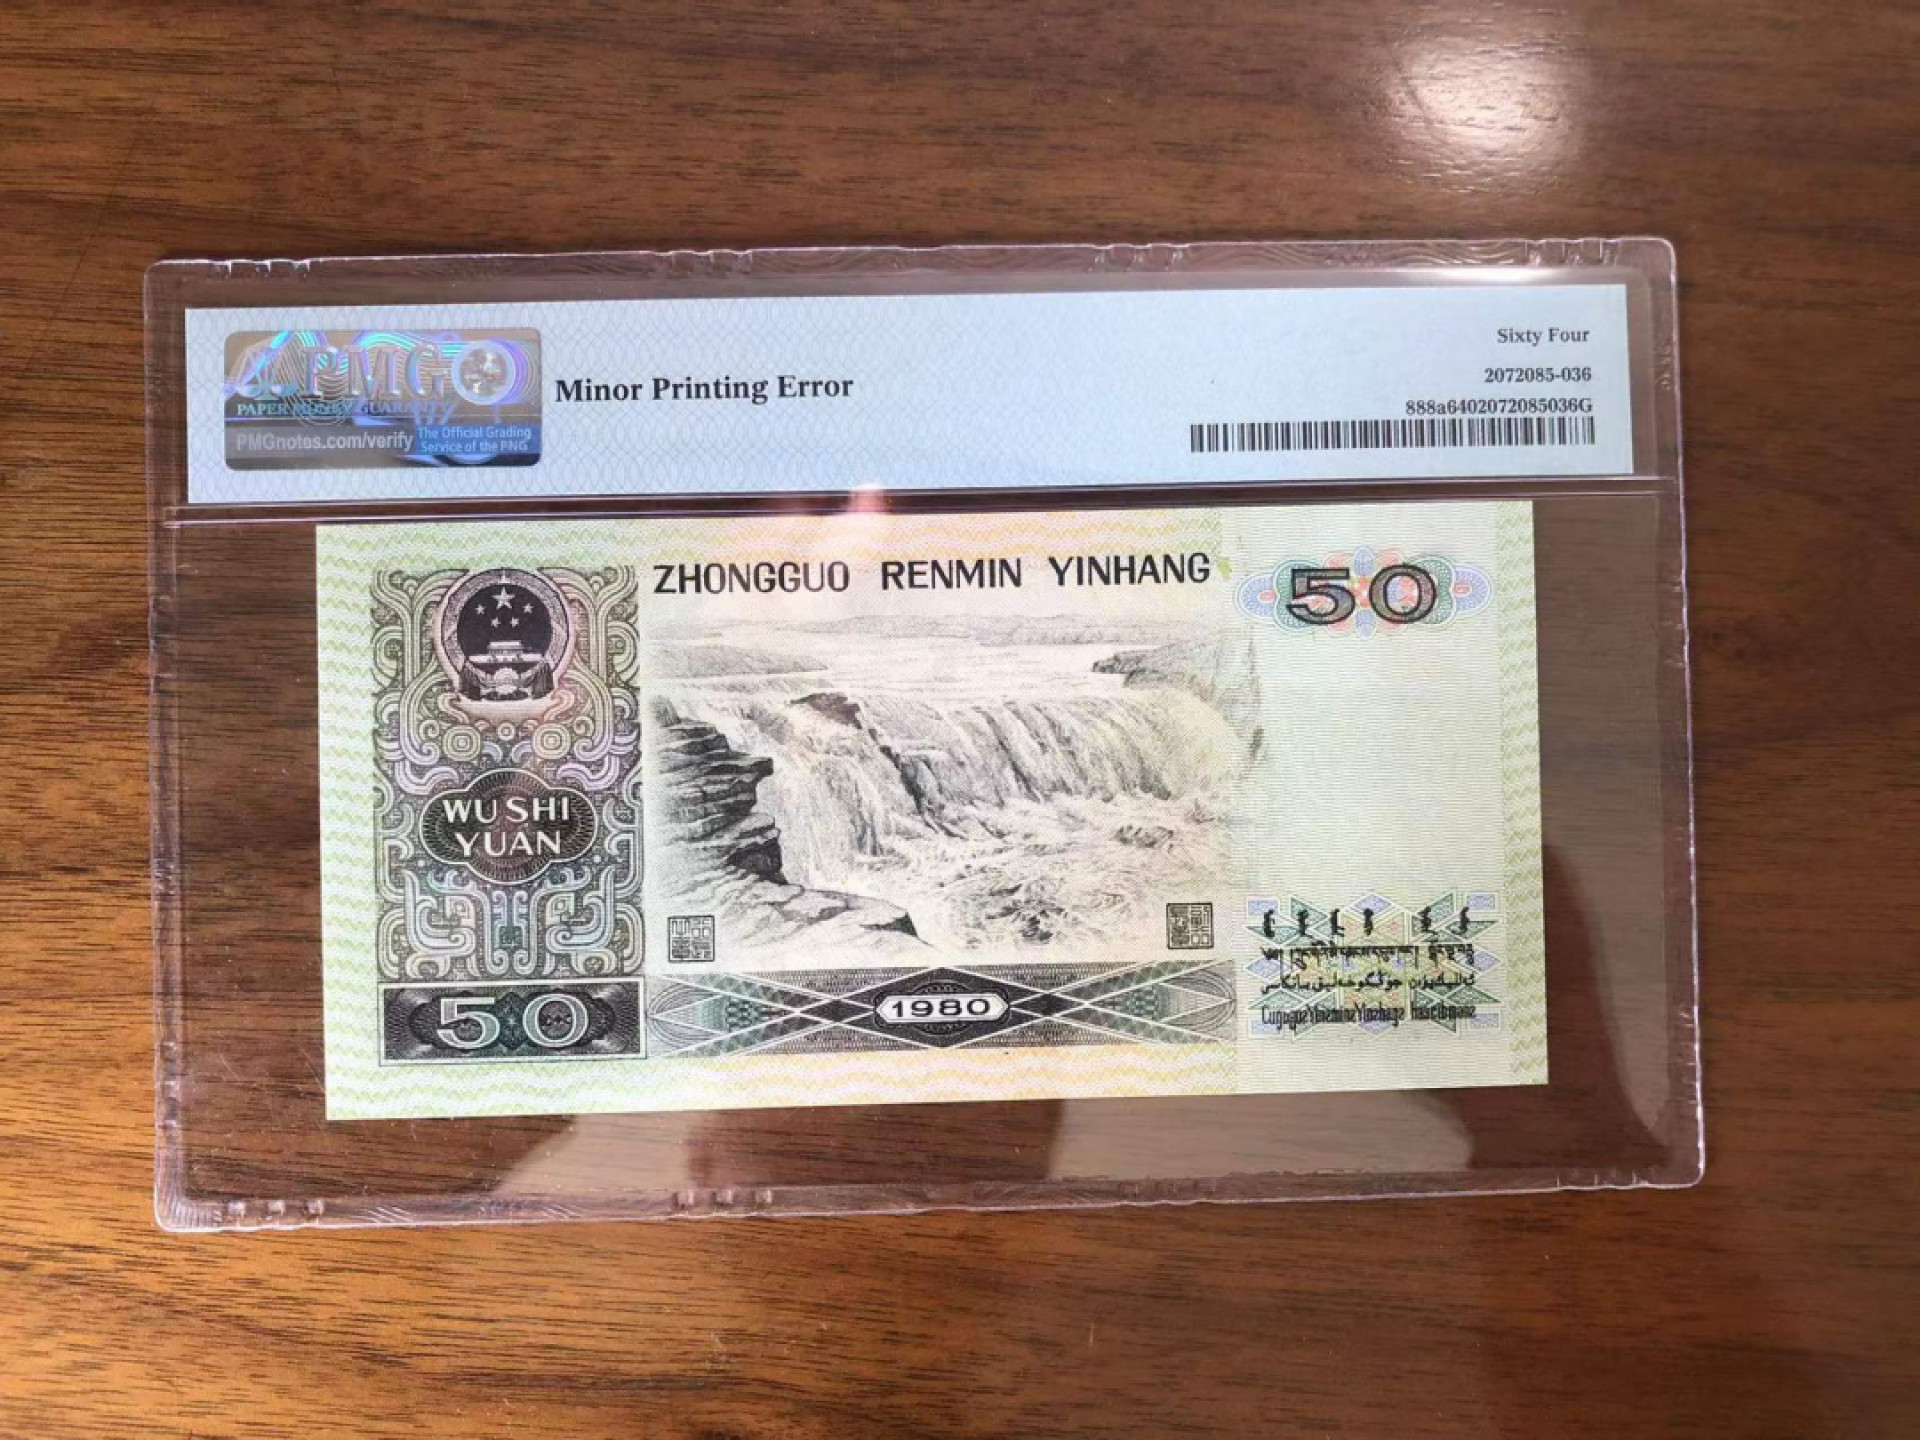 PMG
PAPER MONEY GUARANTY
PMGnotes.com/verify
The Official Grading
Service of the PNG
Minor Printing Error
Sixty Four
2072085-036
888a6402072085036G
ZHONGGUO RENMIN YINHANG
50
WU SHI
YUÁN
50
1980